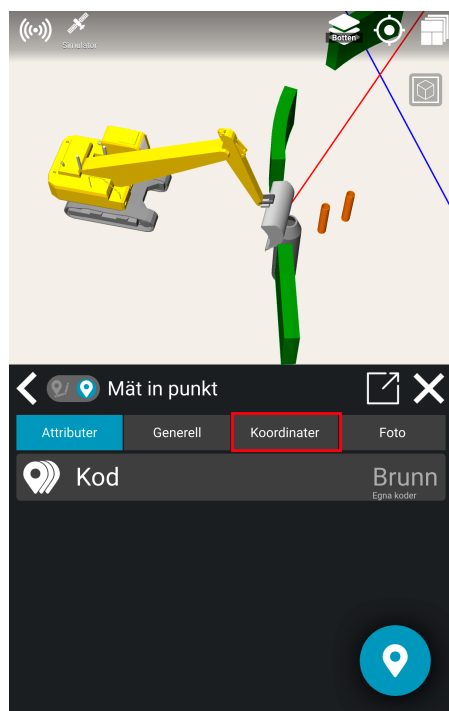 Simulator
Botten
Mät in punkt
Attributer
Generell
Koordinater
Foto
Kod
Brunn
Egna koder